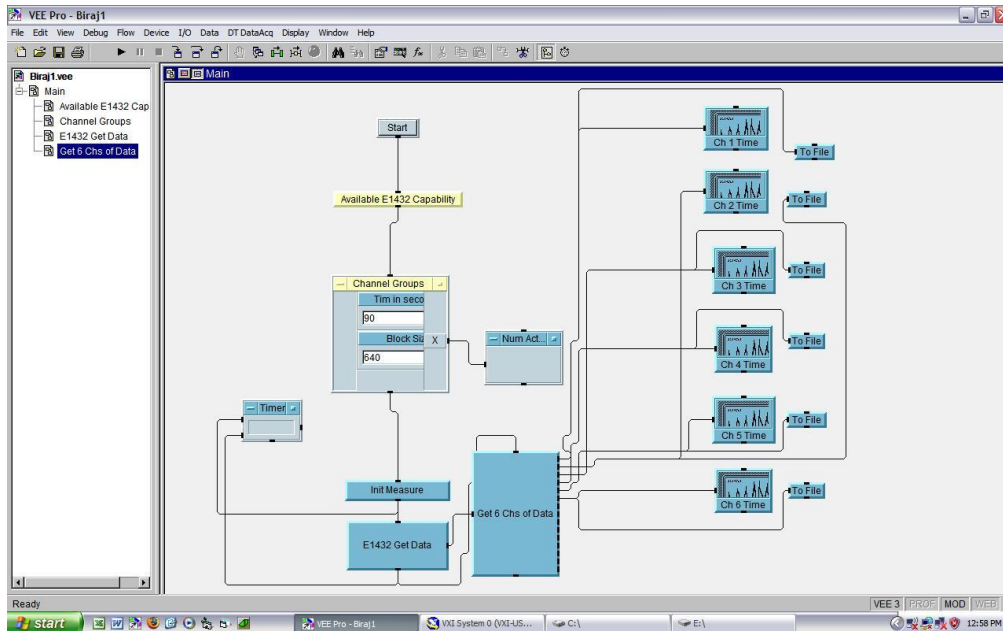 VEE Pro - Biraj1
File Edit View Debug Flow Device I/O Data DT DataAcq Display Window Help
Biraj1.vee
Main
Available E1432 Cap
Channel Groups
E1432 Get Data
Get 6 Chs of Data
Main
Start
Available E1432 Capability
Channel Groups
Tim in seco
90
Block Siz
640
X
Num Act...
Timer
Init Measure
E1432 Get Data
Get 6 Chs of Data
Ch 1 Time
To File
Ch 2 Time
To File
Ch 3 Time
To File
Ch 4 Time
To File
Ch 5 Time
To File
Ch 6 Time
To File
Ready
VEE 3 PROF MOD WEB
start
VEE Pro - Biraj1
VXI System 0 (VXI-US...
C:\
E:\
12:58 PM